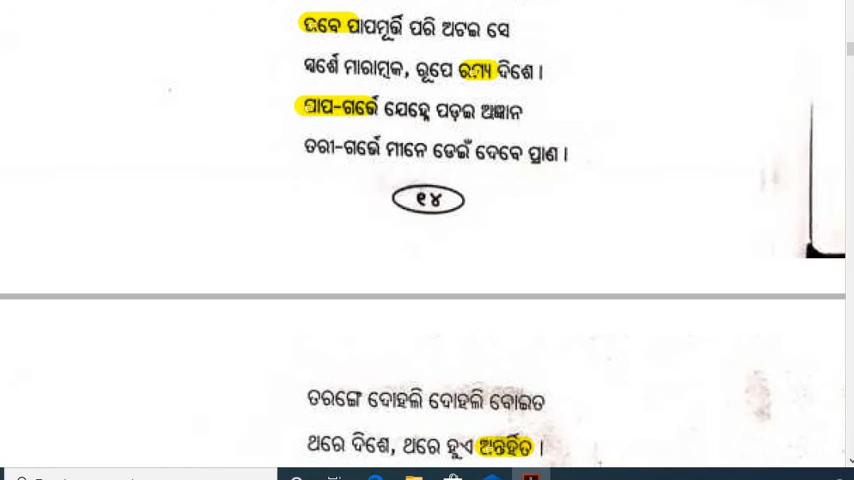 ତବେ ପାପମୂର୍ତ୍ତି ପରି ଅଟଇ ସେ
ସ୍ପର୍ଶେ ମାରାତ୍ମକ, ରୂପେ ରମ୍ୟ ଦିଶେ ।
ପାପ-ଗର୍ଭେ ଯେହ୍ନେ ପଡ଼ଇ ଅଜ୍ଞାନ
ତରୀ-ଗର୍ଭେ ମୀନେ ଡେଇଁ ଦେବେ ପ୍ରାଣ ।
୧୪
ତରଙ୍ଗେ ଦୋହଲି ଦୋହଲି ବୋଇତ
ଥରେ ଦିଶେ, ଥରେ ହୁଏ ଅନ୍ତର୍ହିତ ।